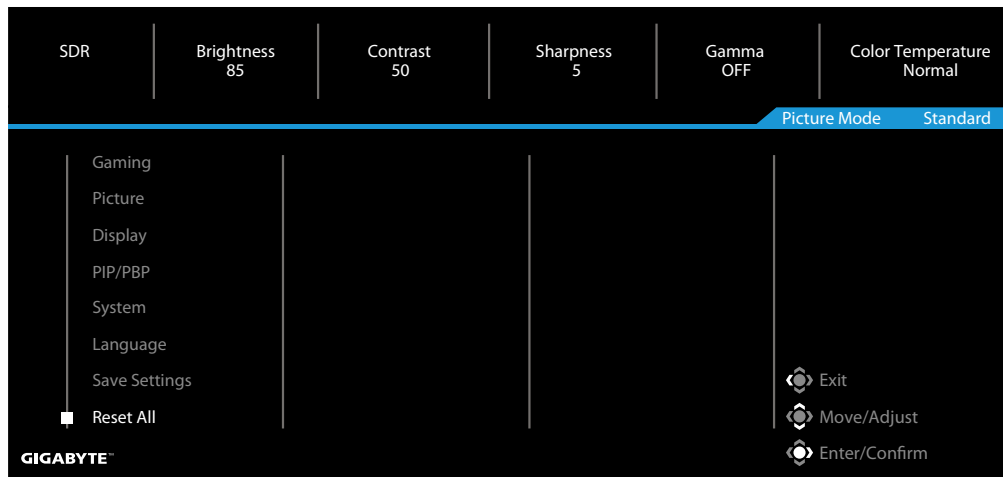 SDR
Brightness
85
Contrast
50
Sharpness
5
Gamma
OFF
Color Temperature
Normal
Picture Mode Standard
Gaming
Picture
Display
PIP/PBP
System
Language
Save Settings
Reset All
Exit
Move/Adjust
Enter/Confirm
GIGABYTE™